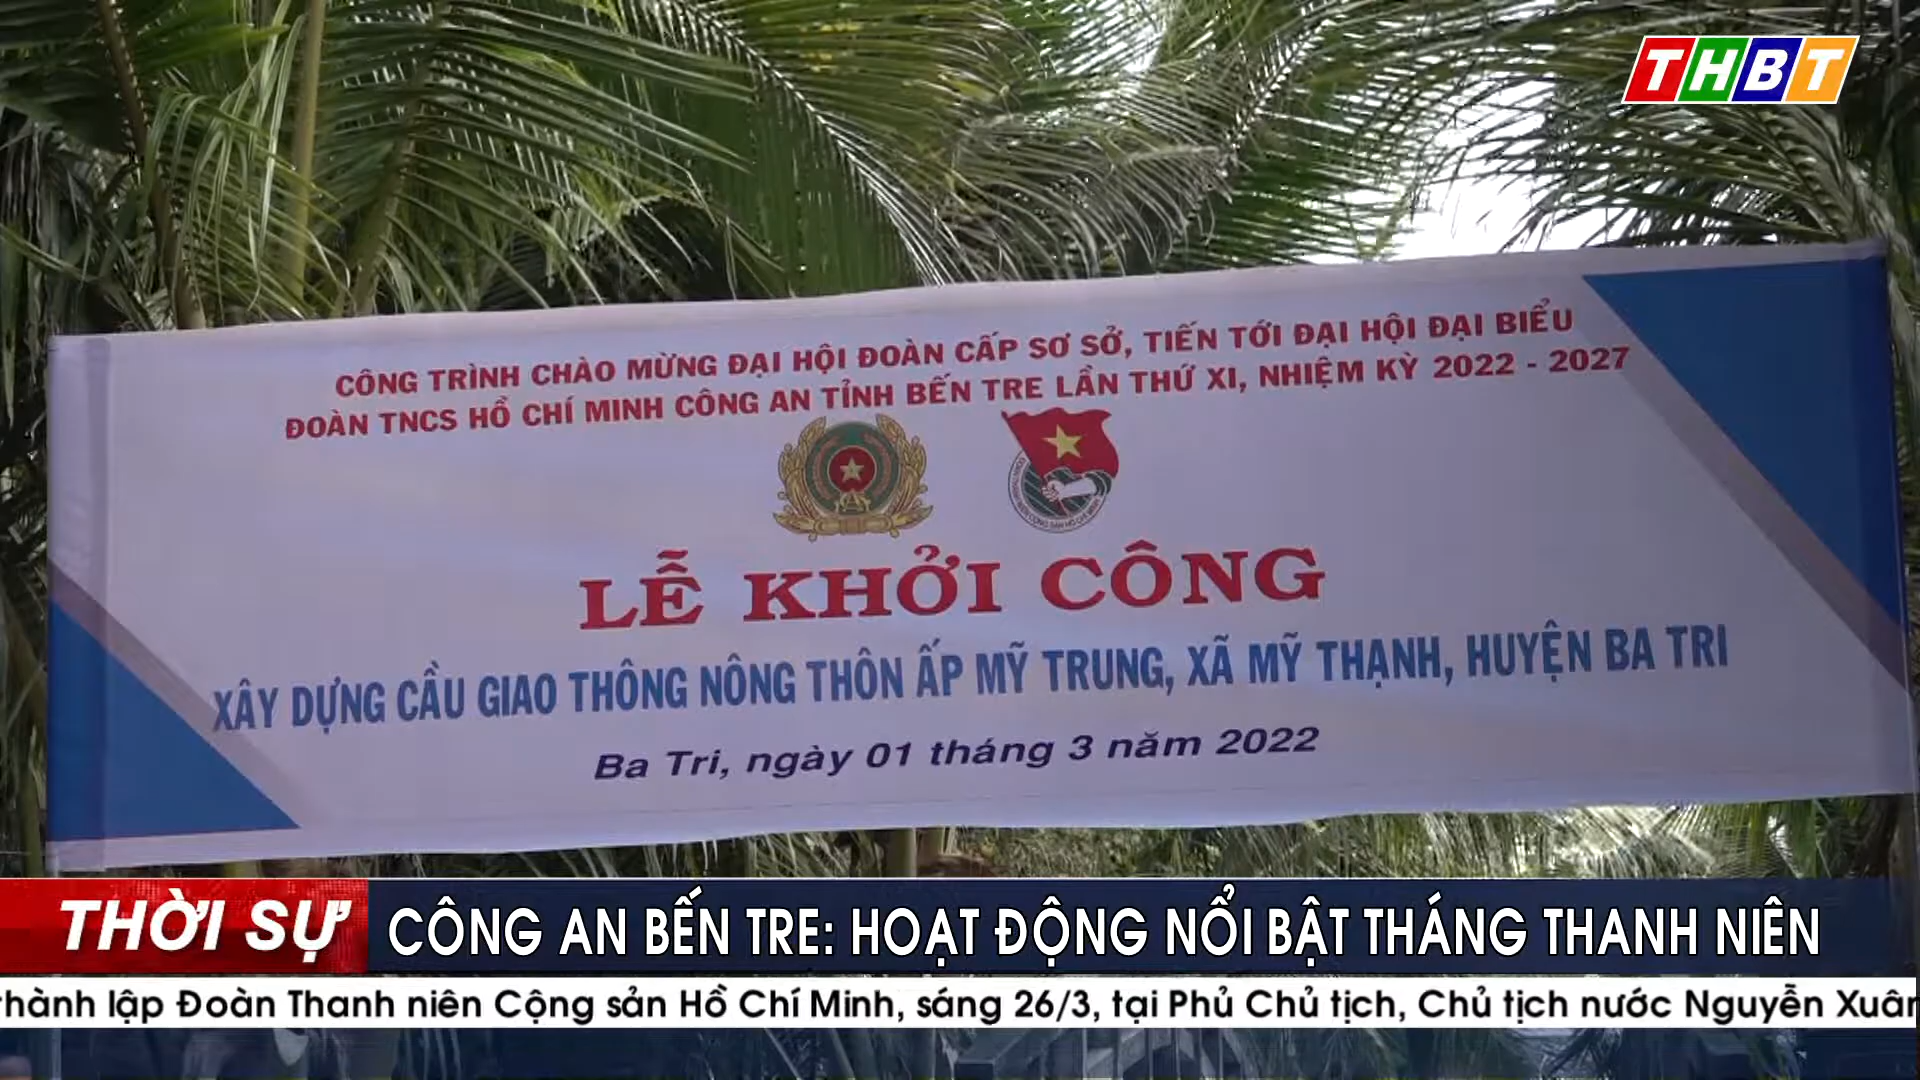 THBT
CÔNG TRÌNH CHÀO MỪNG ĐẠI HỘI ĐOÀN CẤP SƠ SỞ, TIẾN TỚI ĐẠI HỘI ĐẠI BIỂU
ĐOÀN TNCS HỒ CHÍ MINH CÔNG AN TỈNH BẾN TRE LẦN THỨ XI, NHIỆM KỲ 2022 - 2027
LỄ KHỞI CÔNG
XÂY DỰNG CẦU GIAO THÔNG NÔNG THÔN ẤP MỸ TRUNG, XÃ MỸ THẠNH, HUYỆN BA TRI
Ba Tri, ngày 01 tháng 3 năm 2022
THỜI SỰ CÔNG AN BẾN TRE: HOẠT ĐỘNG NỔI BẬT THÁNG THANH NIÊN
thành lập Đoàn Thanh niên Cộng sản Hồ Chí Minh, sáng 26/3, tại Phủ Chủ tịch, Chủ tịch nước Nguyễn Xuân